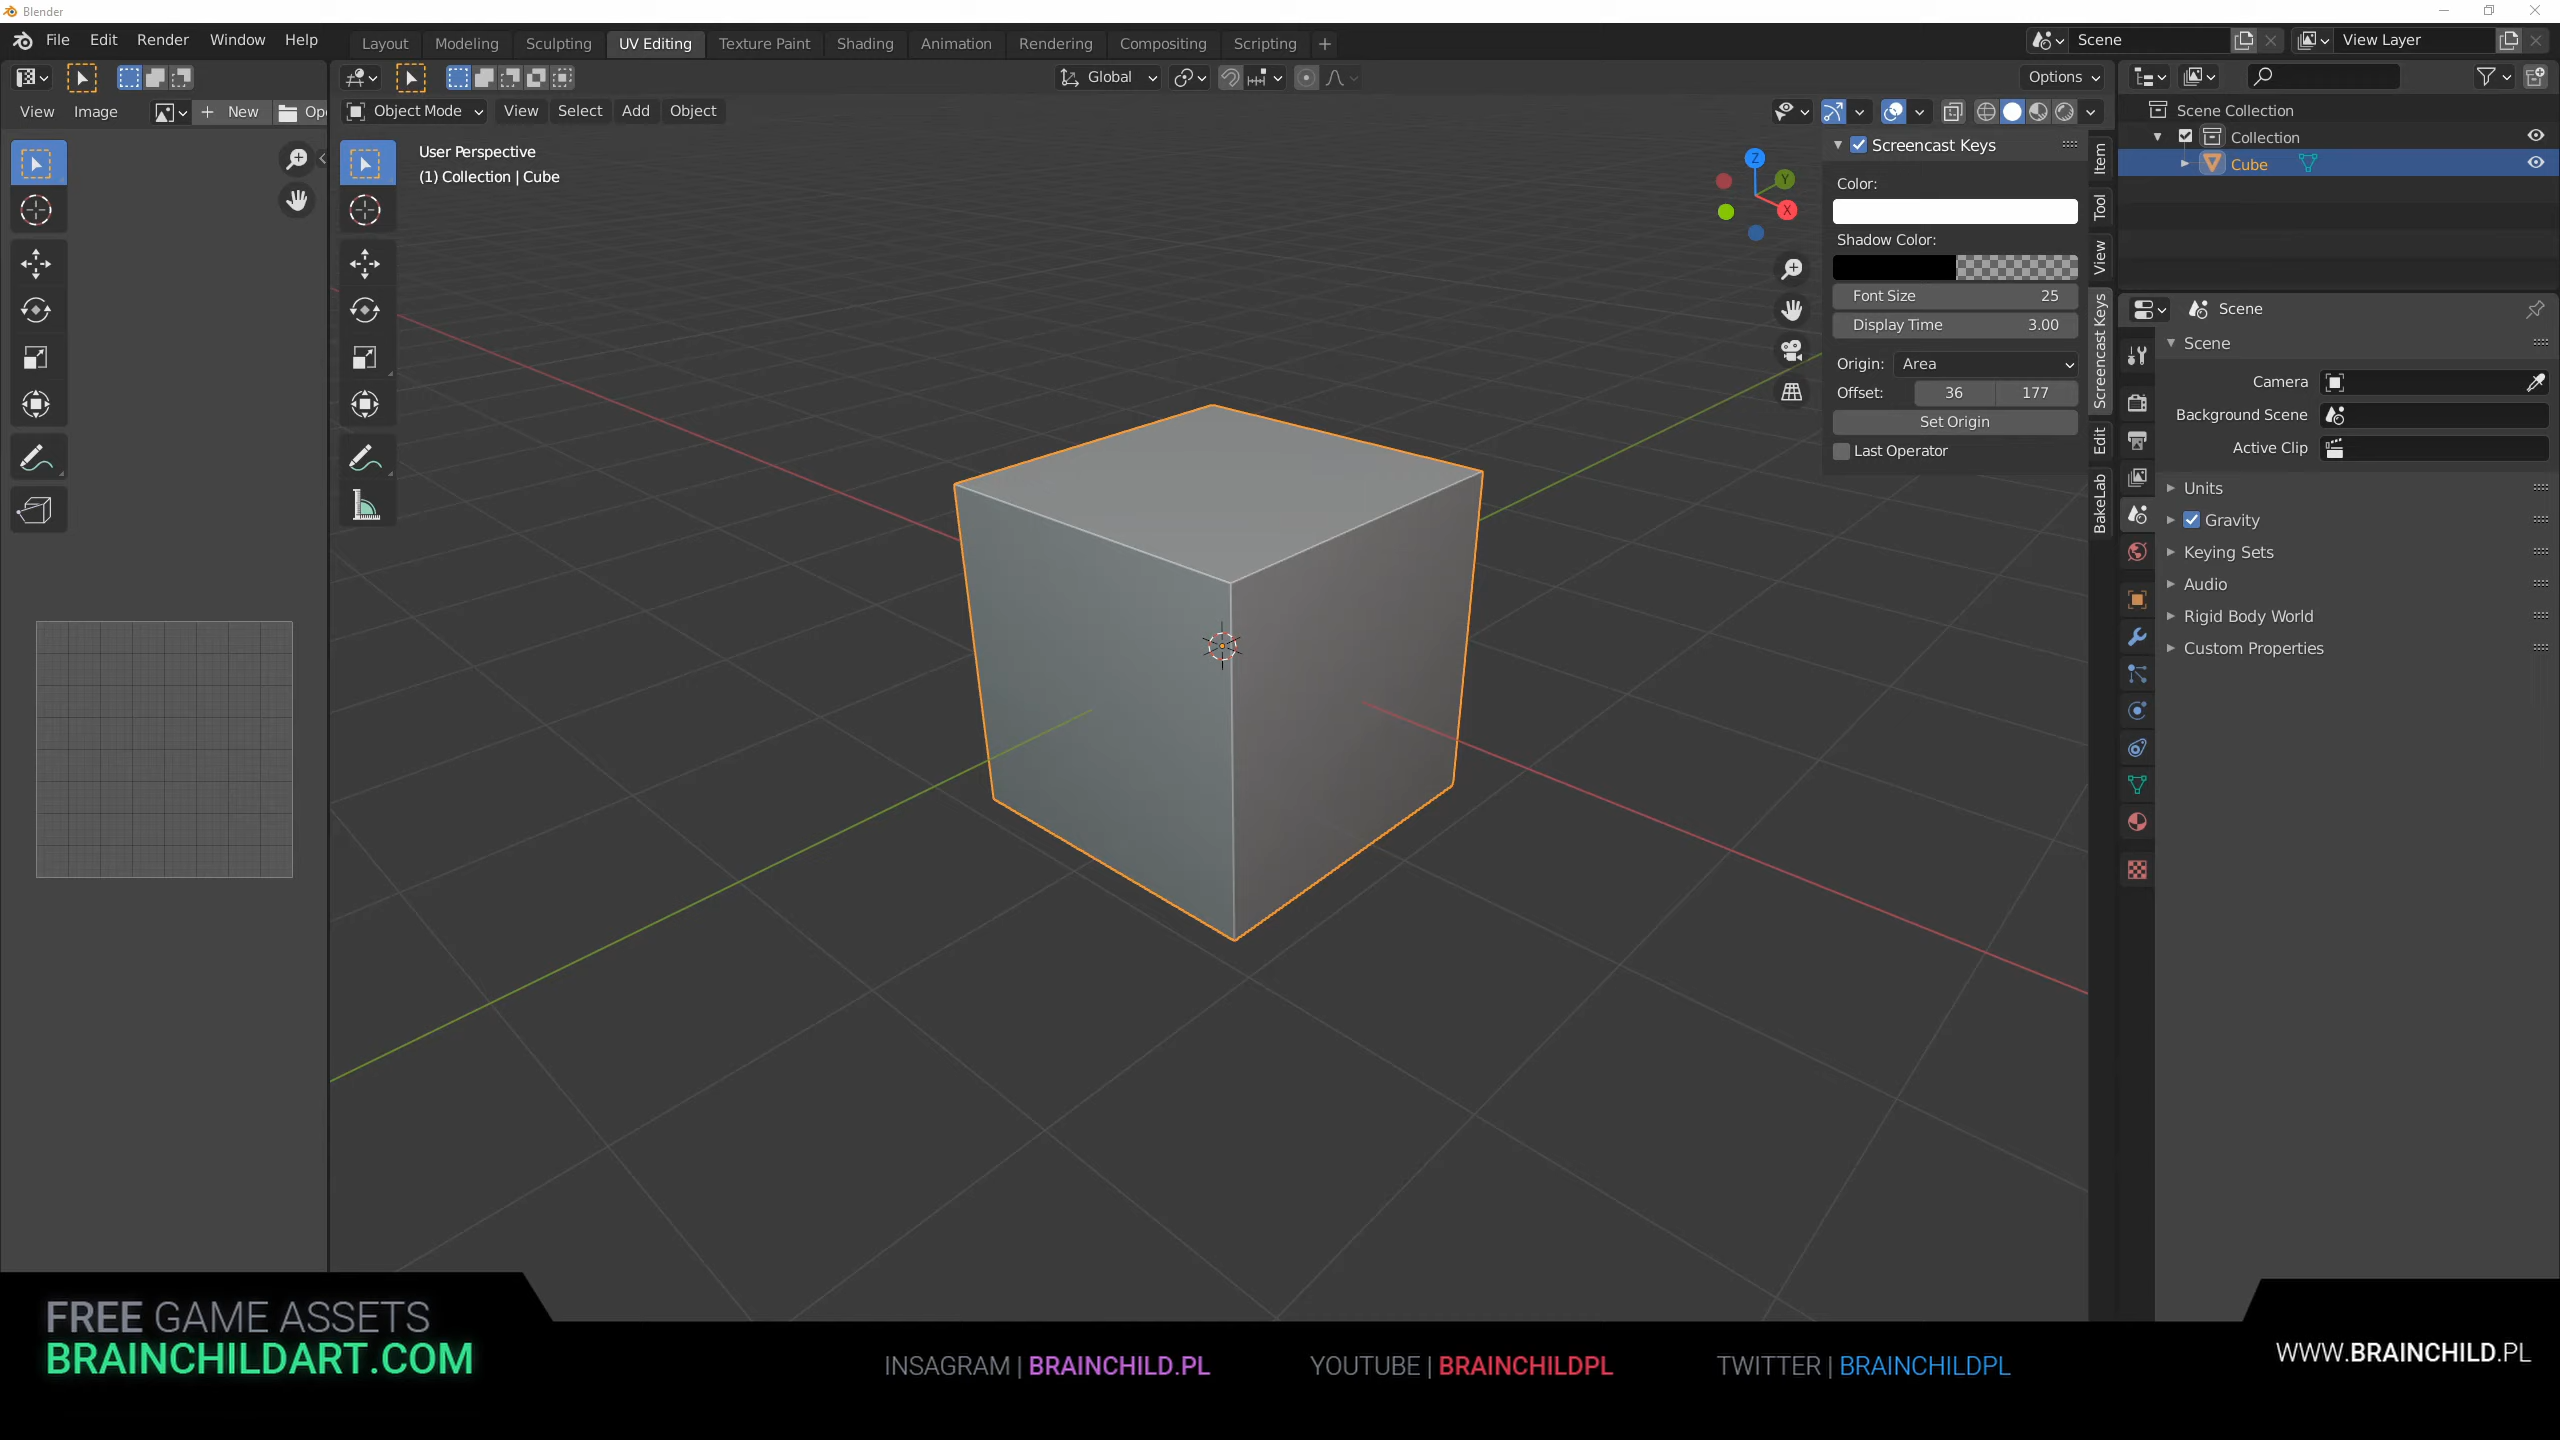 Blender
File Edit Render Window Help Layout Modeling Sculpting UV Editing Texture Paint Shading Animation Rendering Compositing Scripting Scene View Layer
Global Options
View Image New Op
Object Mode View Select Add Object
User Perspective
(1) Collection | Cube
Z
Y
X
Screencast Keys
Color:
Shadow Color:
Font Size 25
Display Time 3.00
Origin: Area
Offset: 36 177
Set Origin
Last Operator
Item
Tool
View
Screencast Keys
Edit
BakeLab
Scene Collection
Collection
Cube
Scene
Scene
Camera
Background Scene
Active Clip
Units
Gravity
Keying Sets
Audio
Rigid Body World
Custom Properties
FREE GAME ASSETS
BRAINCHILDART.COM
INSAGRAM | BRAINCHILD.PL
YOUTUBE | BRAINCHILDPL
TWITTER | BRAINCHILDPL
WWW.BRAINCHILD.PL